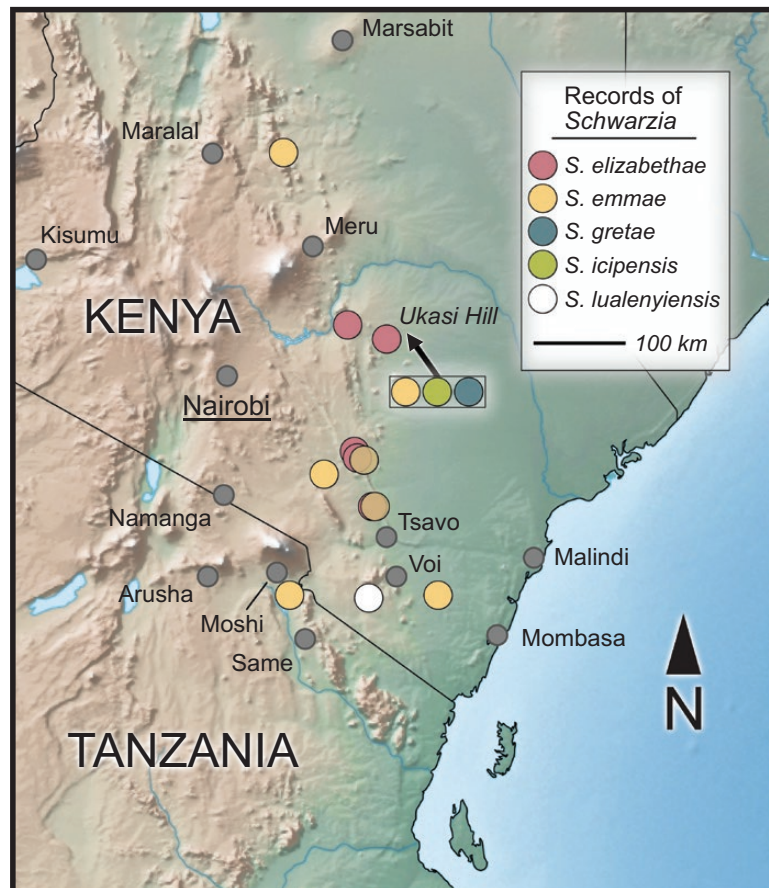 Marsabit
Records of
Schwarzia
S. elizabethae
S. emmae
S. gretae
S. icipensis
S. lualenyiensis
100 km
Maralal
Kisumu
Meru
KENYA
Ukasi Hill
Nairobi
Namanga
Tsavo
Voi
Malindi
Arusha
Moshi
Same
Mombasa
N
TANZANIA